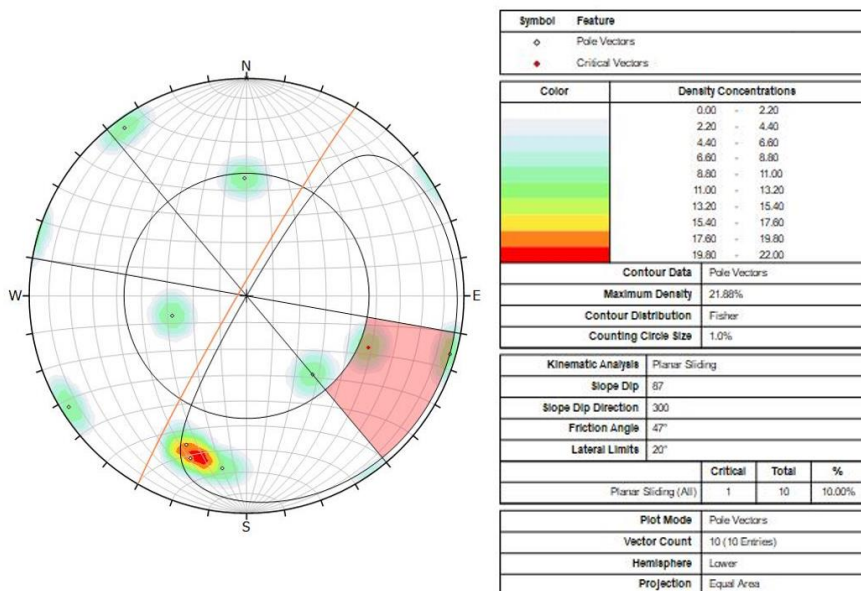 N
W
E
S
Symbol Feature
Pole Vectors
Critical Vectors
Color Density Concentrations
0.00 - 2.20
2.20 - 4.40
4.40 - 6.60
6.60 - 8.80
8.80 - 11.00
11.00 - 13.20
13.20 - 15.40
15.40 - 17.60
17.60 - 19.80
19.80 - 22.00
Contour Data Pole Vectors
Maximum Density 21.88%
Contour Distribution Fisher
Counting Circle Size 1.0%
Kinematic Analysis Planar Sliding
Slope Dip 87
Slope Dip Direction 300
Friction Angle 47°
Lateral Limits 20°
Critical Total %
Planar Sliding (All) 1 10 10.00%
Plot Mode Pole Vectors
Vector Count 10 (10 Entries)
Hemisphere Lower
Projection Equal Area